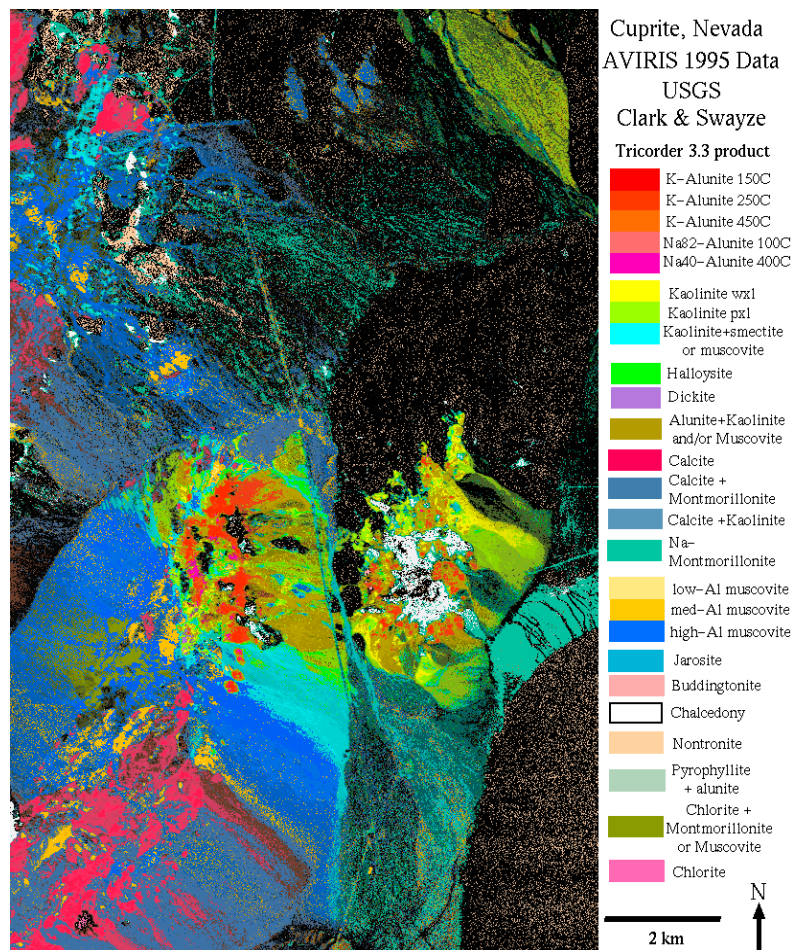 Cuprite, Nevada
AVIRIS 1995 Data
USGS
Clark & Swayze
Tricorder 3.3 product
K-Alunite 150C
K-Alunite 250C
K-Alunite 450C
Na82-Alunite 100C
Na40-Alunite 400C
Kaolinite wxl
Kaolinite pxl
Kaolinite+smectite
or muscovite
Halloysite
Dickite
Alunite+Kaolinite
and/or Muscovite
Calcite
Calcite +
Montmorillonite
Calcite +Kaolinite
Na-
Montmorillonite
low-Al muscovite
med-Al muscovite
high-Al muscovite
Jarosite
Buddingtonite
Chalcedony
Nontronite
Pyrophyllite
+ alunite
Chlorite +
Montmorillonite
or Muscovite
Chlorite
N
2 km